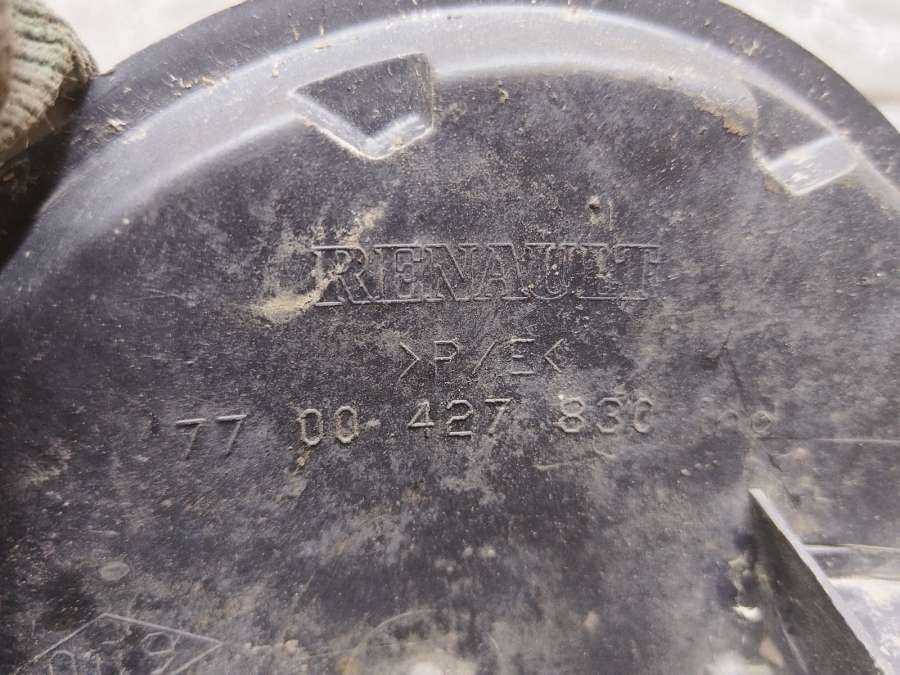 RENAULT
>P/E<
77 00 427 830